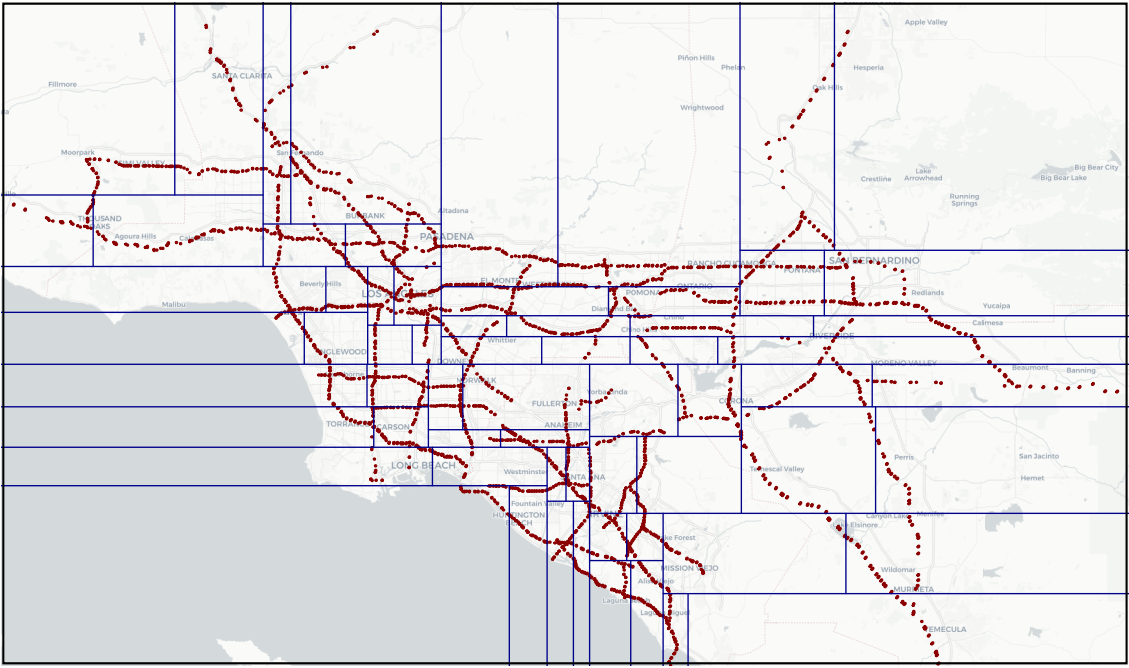 Apple Valley
Piñon Hills
Phelan
Hesperia
SANTA CLARITA
Fillmore
Oak Hills
Wrightwood
Moorpark
SIMI VALLEY
San Fernando
Big Bear City
Big Bear Lake
Crestline
Lake
Arrowhead
Running
Springs
THOUSAND
OAKS
BURBANK
Altadena
Agoura Hills
Calabasas
PASADENA
RANCHO CUCAMONGA
SAN BERNARDINO
FONTANA
Beverly Hills
EL MONTE
ONTARIO
LOS ANGELES
POMONA
Redlands
Malibu
Diamond Bar
Yucaipa
Chino
Calimesa
Chino Hills
Whittier
RIVERSIDE
INGLEWOOD
DOWNEY
MORENO VALLEY
Beaumont
Banning
NORWALK
Yorba Linda
FULLERTON
CORONA
TORRANCE
CARSON
ANAHEIM
Perris
San Jacinto
LONG BEACH
Westminster
Temescal Valley
SANTA ANA
Hemet
Fountain Valley
HUNTINGTON
BEACH
IRVINE
Canyon Lake
Menifee
Lake Elsinore
Lake Forest
MISSION VIEJO
Wildomar
Aliso Viejo
MURRIETA
Laguna Beach
Laguna Niguel
TEMECULA